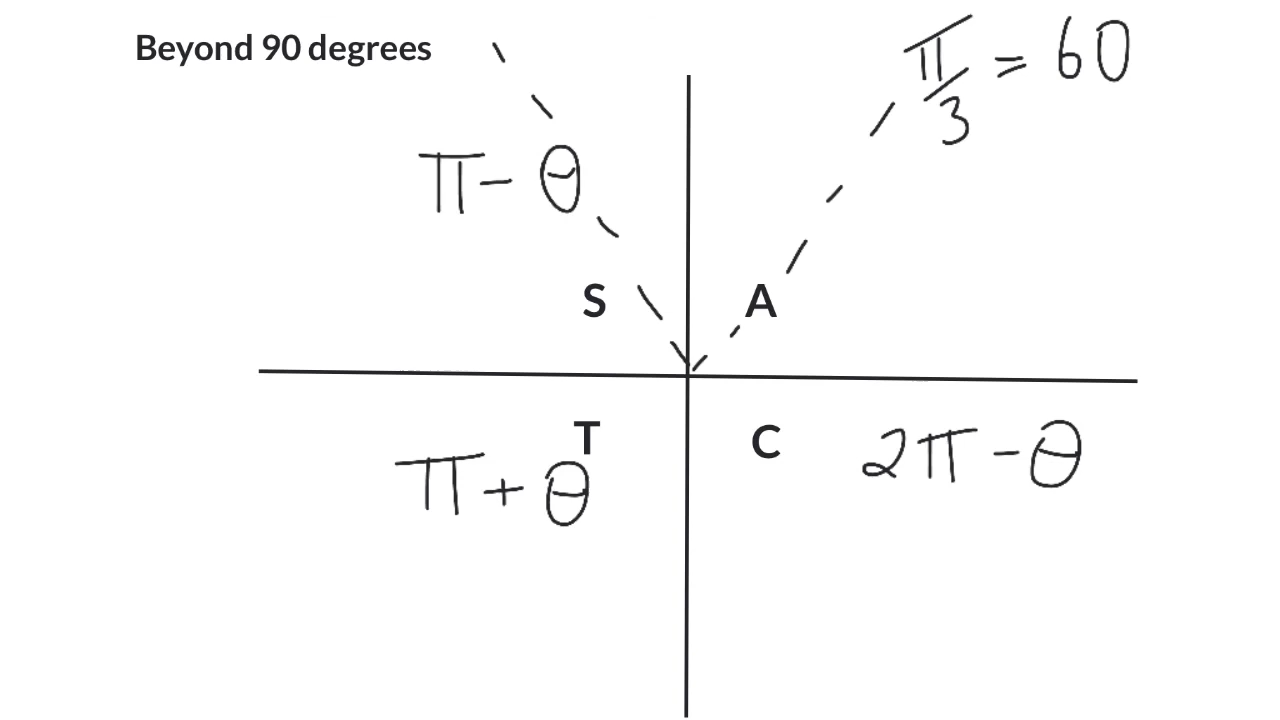 Beyond 90 degrees
π/3 = 60
π - θ
S
A
T
C
π + θ
2π - θ